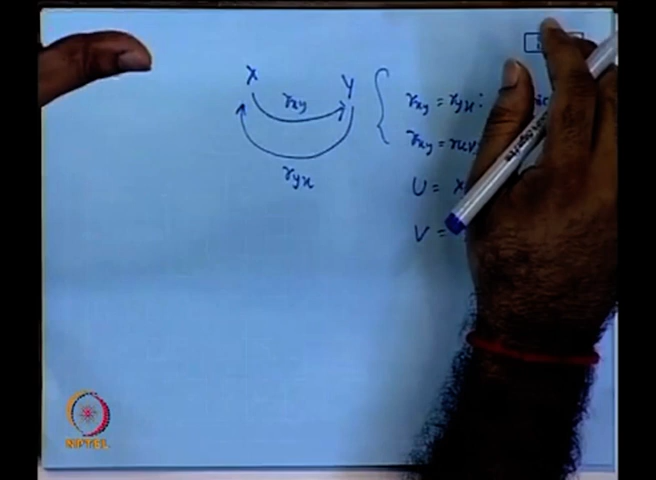 x
y
rxy
ryx
rxy = ryx :
rxy = ruv
U = x
V =
NPTEL